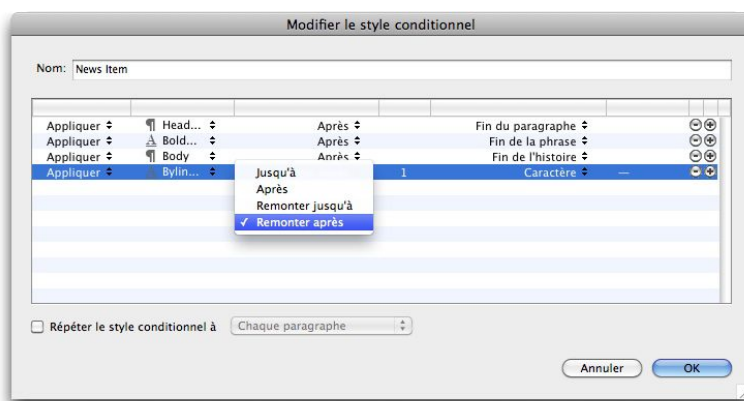 Modifier le style conditionnel
Nom: News Item
Appliquer ¶ Head... Après Fin du paragraphe
Appliquer A Bold... Après Fin de la phrase
Appliquer ¶ Body Après Fin de l'histoire
Appliquer A Bylin... 1 Caractère —
Jusqu'à
Après
Remonter jusqu'à
✓ Remonter après
Répéter le style conditionnel à Chaque paragraphe
Annuler OK